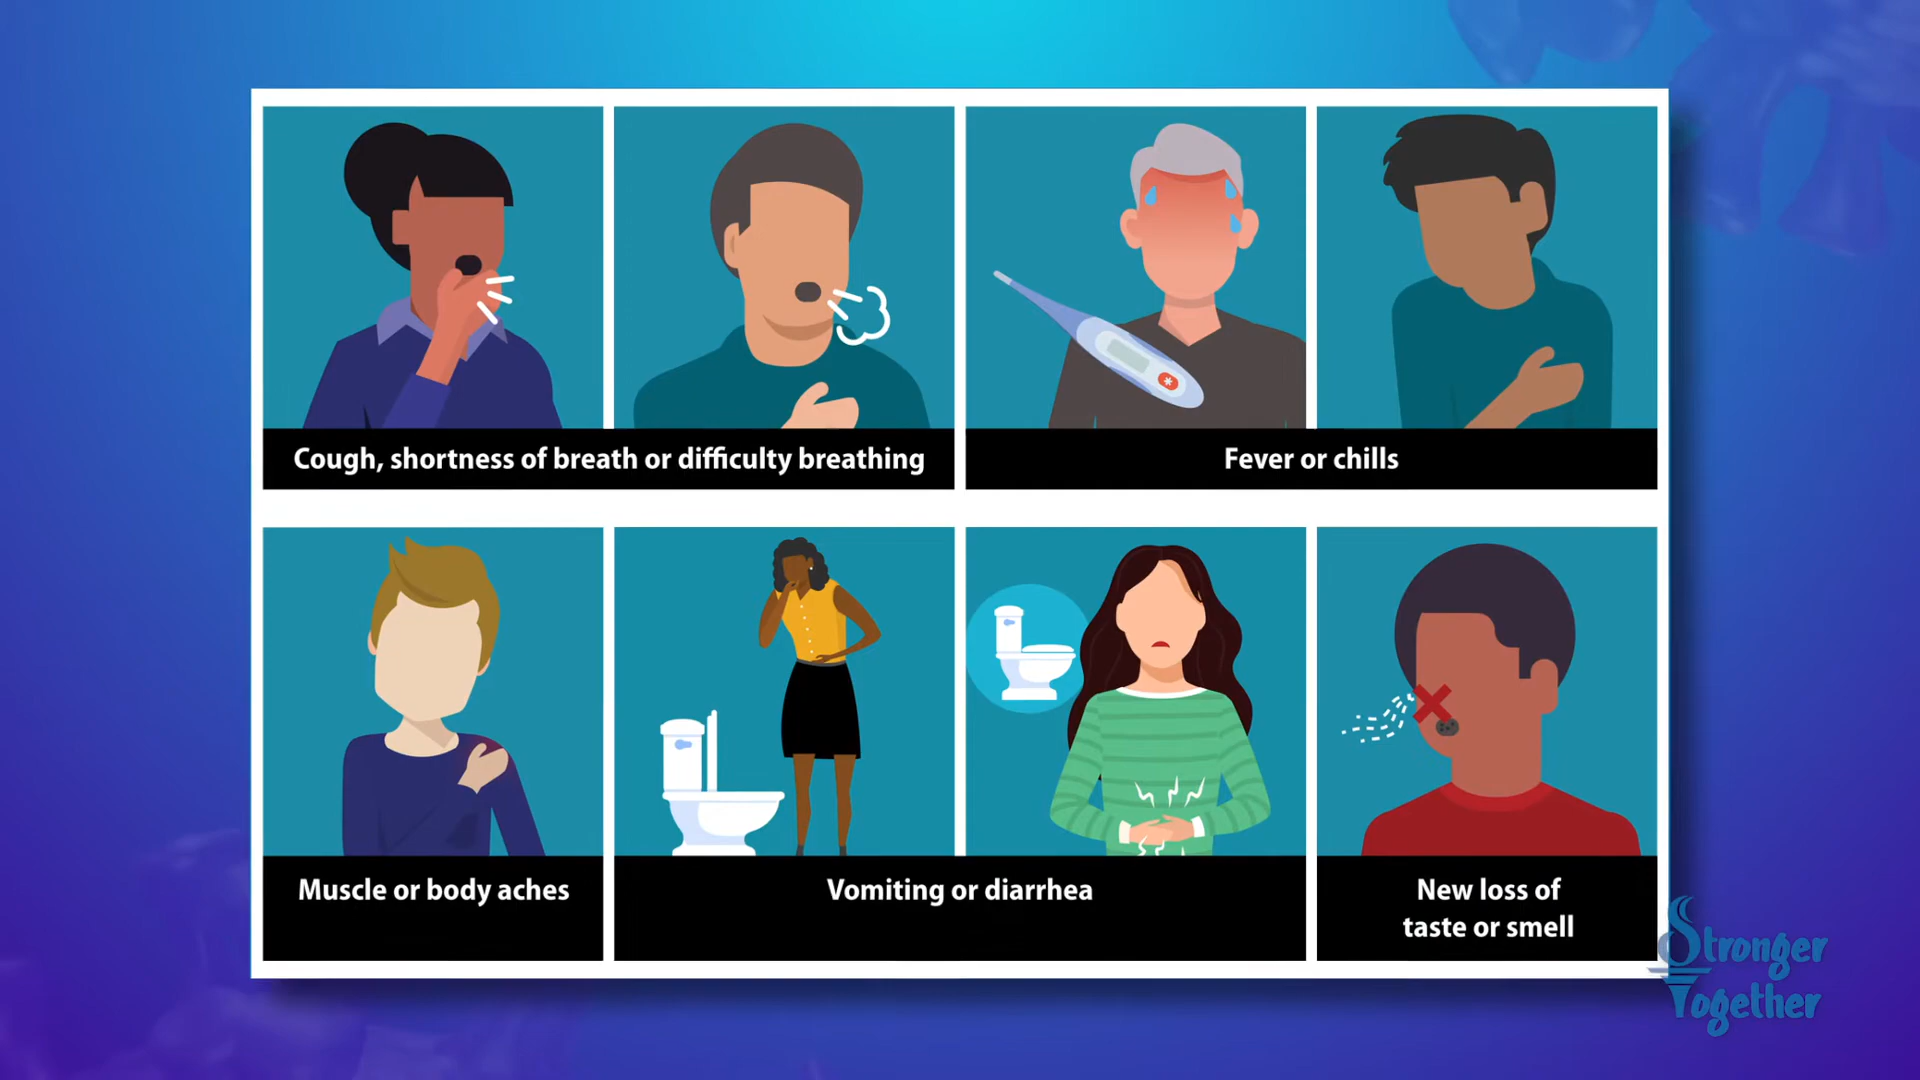 Cough, shortness of breath or difficulty breathing
Fever or chills
Muscle or body aches
Vomiting or diarrhea
New loss of
taste or smell
Stronger
Together